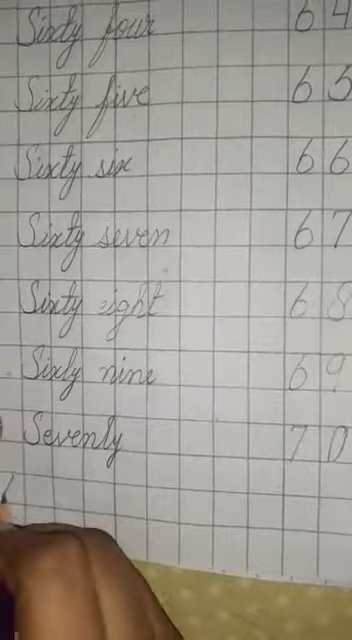 Sixty four 64
Sixty five 65
Sixty six 66
Sixty seven 67
Sixty eight 68
Sixty nine 69
Seventy 70